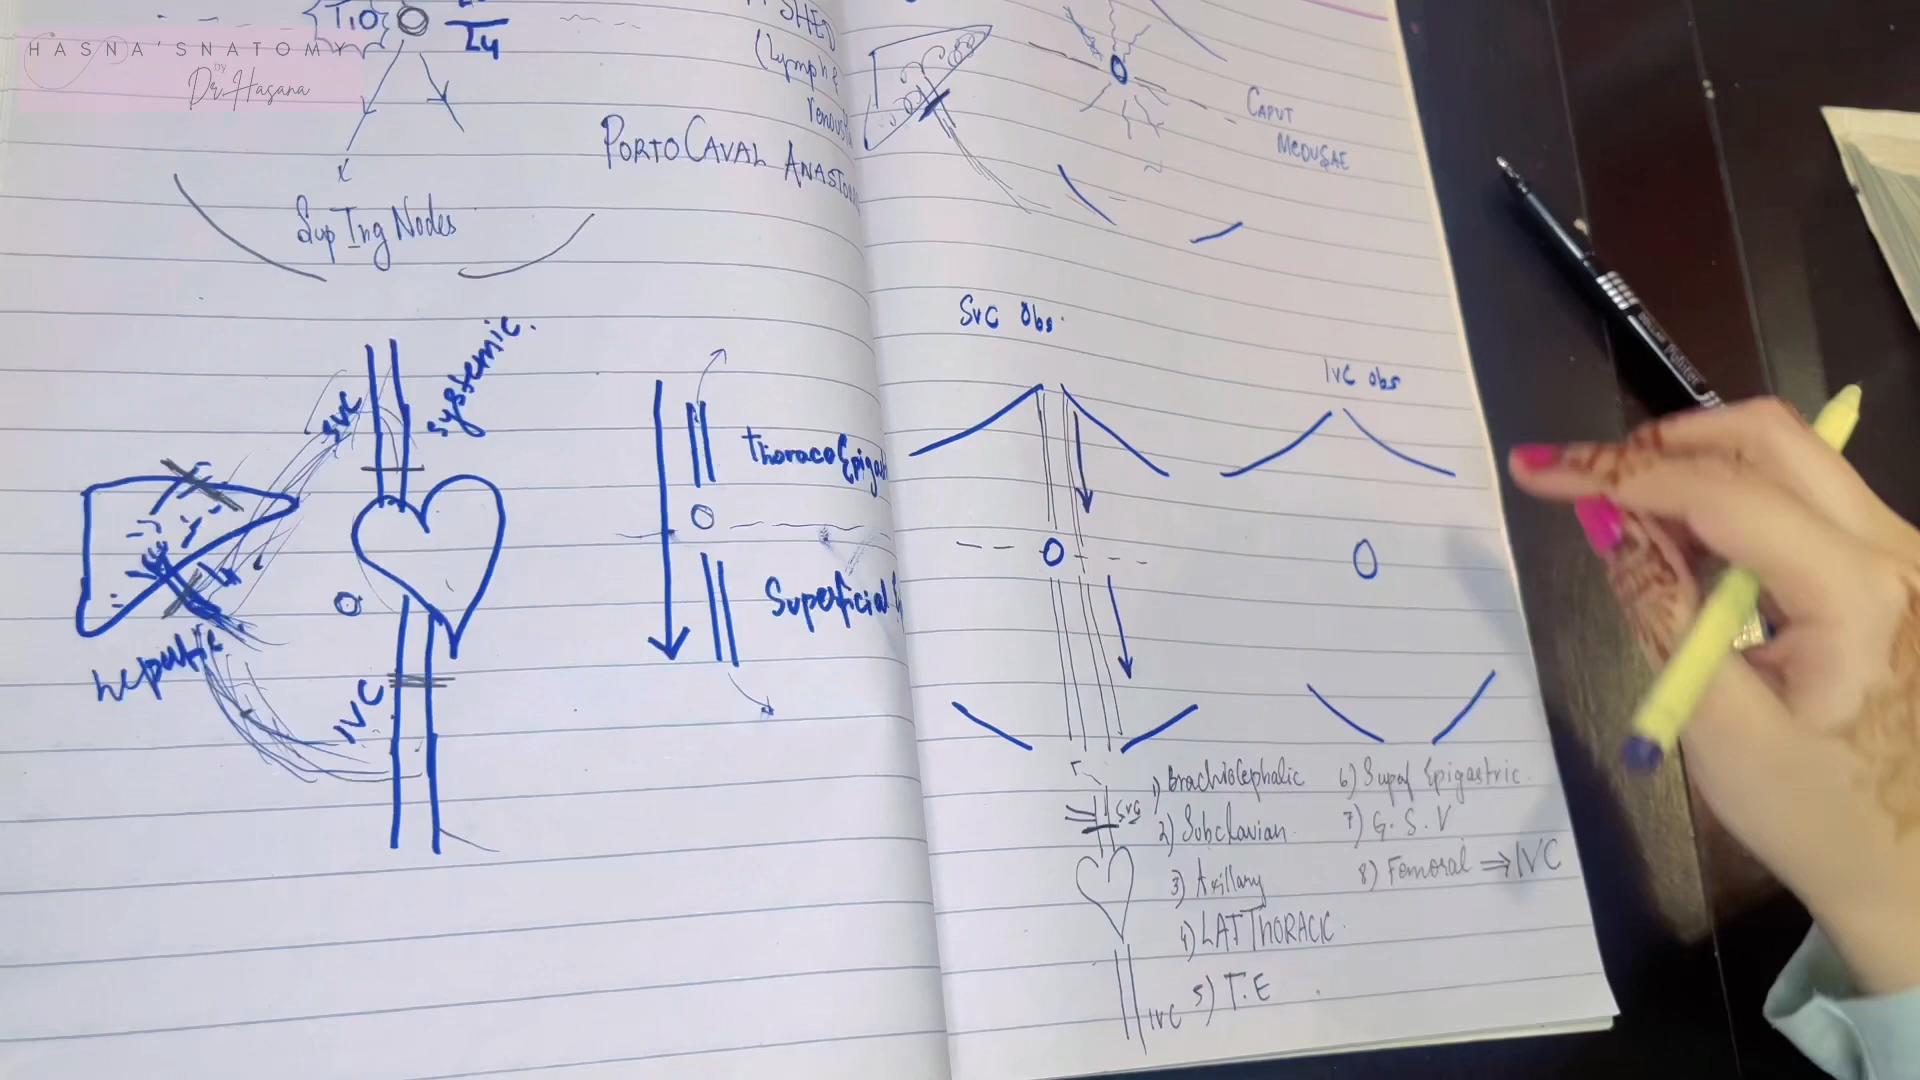 HASNA'SNATOMY
BY
Dr. Hasana
T10
L4
SHED
(Lymph &
Venous
PORTOCAVAL ANASTO
Sup Ing Nodes
CAPUT
MEDUSAE
SVC
systemic.
hepatic
IVC
ThoracoEpigas
Superficial
SVC Obs.
IVC Obs
SVC
IVC
1) Brachiocephalic
2) Subclavian.
3) Axillary
4) LAT THORACIC.
5) T.E
6) Supef Epigastric.
7) G.S.V
8) Femoral ⇒ IVC